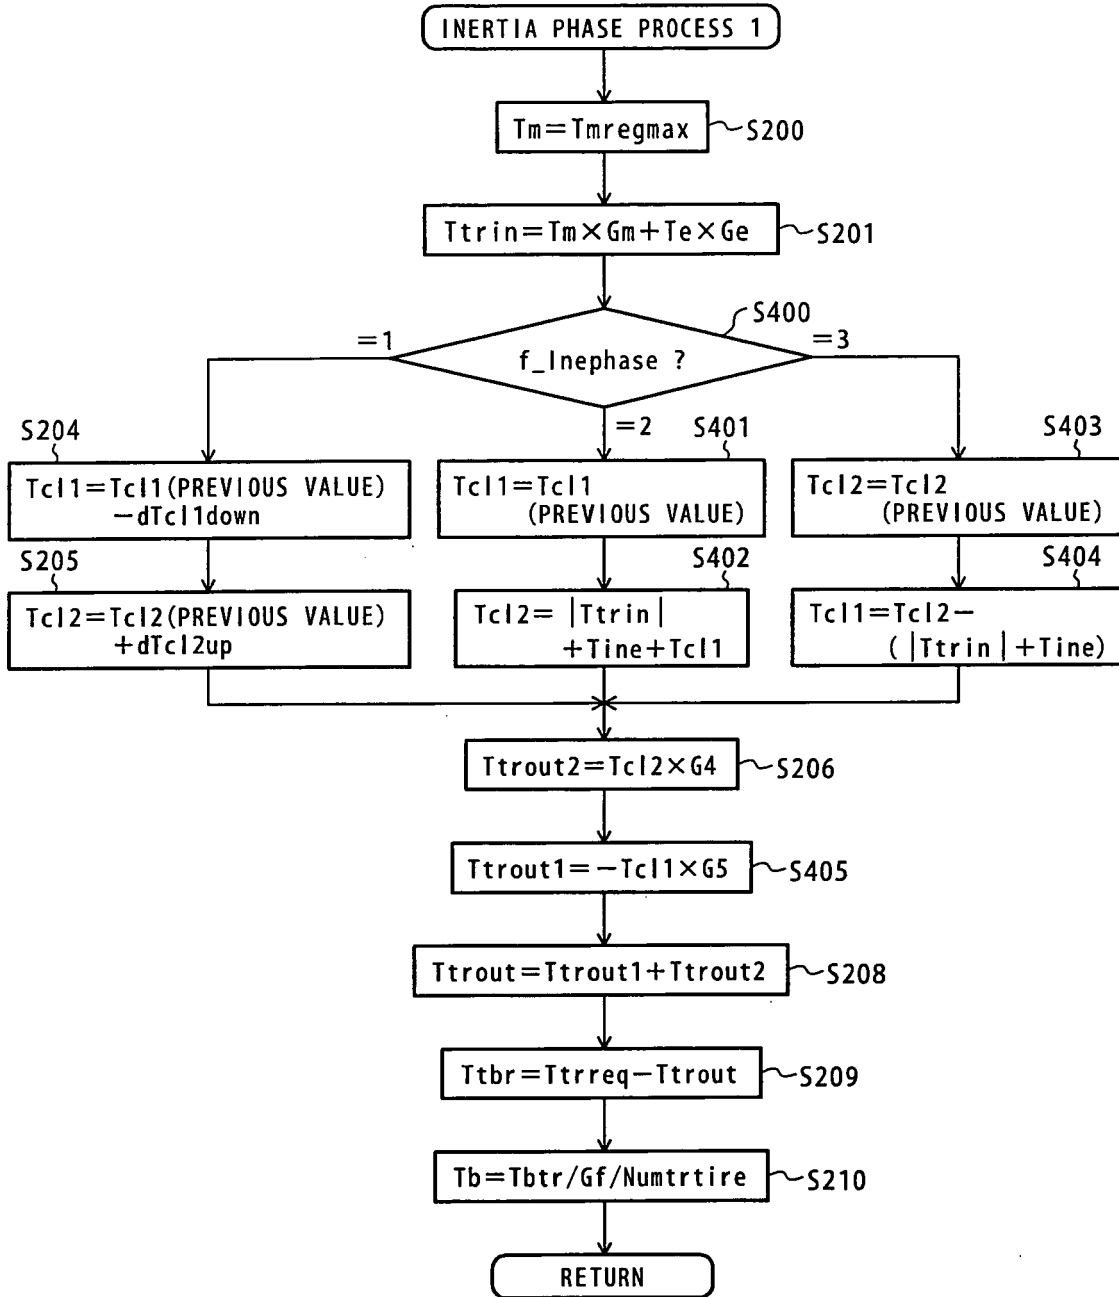 INERTIA PHASE PROCESS 1
Tm=Tmregmax
S200
Ttrin=Tm×Gm+Te×Ge
S201
S400
f_Inephase ?
=1
=3
=2
S204
Tcl1=Tcl1(PREVIOUS VALUE)
-dTcl1down
S205
Tcl2=Tcl2(PREVIOUS VALUE)
+dTcl2up
S401
Tcl1=Tcl1
(PREVIOUS VALUE)
S402
Tcl2= |Ttrin|
+Tine+Tcl1
S403
Tcl2=Tcl2
(PREVIOUS VALUE)
S404
Tcl1=Tcl2-
(|Ttrin|+Tine)
Ttrout2=Tcl2×G4
S206
Ttrout1=-Tcl1×G5
S405
Ttrout=Ttrout1+Ttrout2
S208
Ttbr=Ttrreq-Ttrout
S209
Tb=Tbtr/Gf/Numtrtire
S210
RETURN